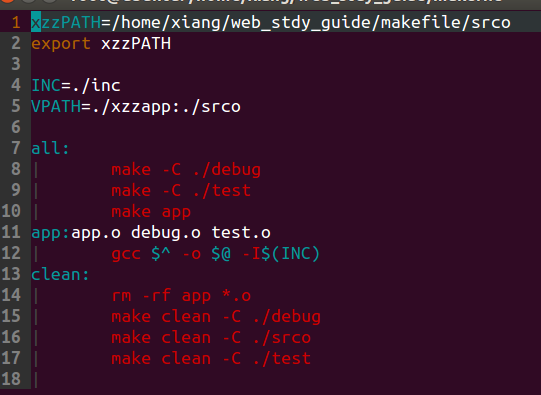 1 xzzPATH=/home/xiang/web_stdy_guide/makefile/srco
2 export xzzPATH
3
4 INC=./inc
5 VPATH=./xzzapp:./srco
6
7 all:
8 | make -C ./debug
9 | make -C ./test
10 | make app
11 app:app.o debug.o test.o
12 | gcc $^ -o $@ -I$(INC)
13 clean:
14 | rm -rf app *.o
15 | make clean -C ./debug
16 | make clean -C ./srco
17 | make clean -C ./test
18 |